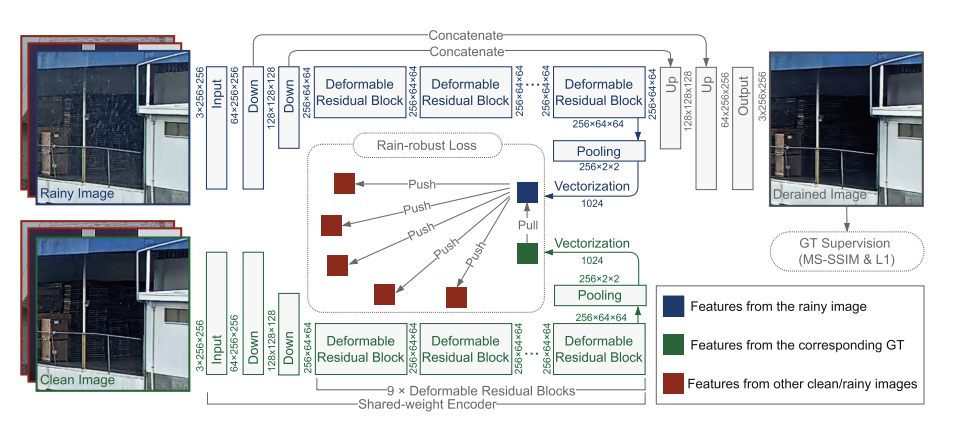 Concatenate
Concatenate
Rainy Image
3×256×256
Input
64×256×256
Down
128×128×128
Down
256×64×64
Deformable
Residual Block
256×64×64
Deformable
Residual Block
256×64×64
...
256×64×64
Deformable
Residual Block
256×64×64
Up
128×128×128
Up
64×256×256
Output
3×256×256
Derained Image
256×64×64
Pooling
256×2×2
Vectorization
1024
Rain-robust Loss
Push
Push
Push
Push
Pull
Vectorization
1024
256×2×2
Pooling
256×64×64
GT Supervision
(MS-SSIM & L1)
Clean Image
3×256×256
Input
64×256×256
Down
128×128×128
Down
256×64×64
Deformable
Residual Block
256×64×64
Deformable
Residual Block
256×64×64
...
256×64×64
Deformable
Residual Block
9 × Deformable Residual Blocks
Shared-weight Encoder
Features from the rainy image
Features from the corresponding GT
Features from other clean/rainy images